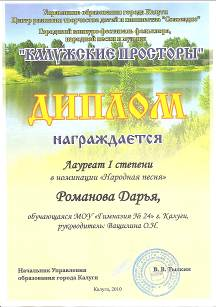 Управление образования города Калуги
Центр развития творчества детей и юношества "Созвездие"
Городской конкурс-фестиваль фольклора,
народной песни и музыки
"КАЛУЖСКИЕ ПРОСТОРЫ"
ДИПЛОМ
награждается
Лауреат I степени
в номинации «Народная песня»
Романова Дарья,
обучающаяся МОУ «Гимназия № 24» г. Калуги,
руководитель: Ващилина О.Н.
Начальник Управления
образования города Калуги
Калуга, 2010